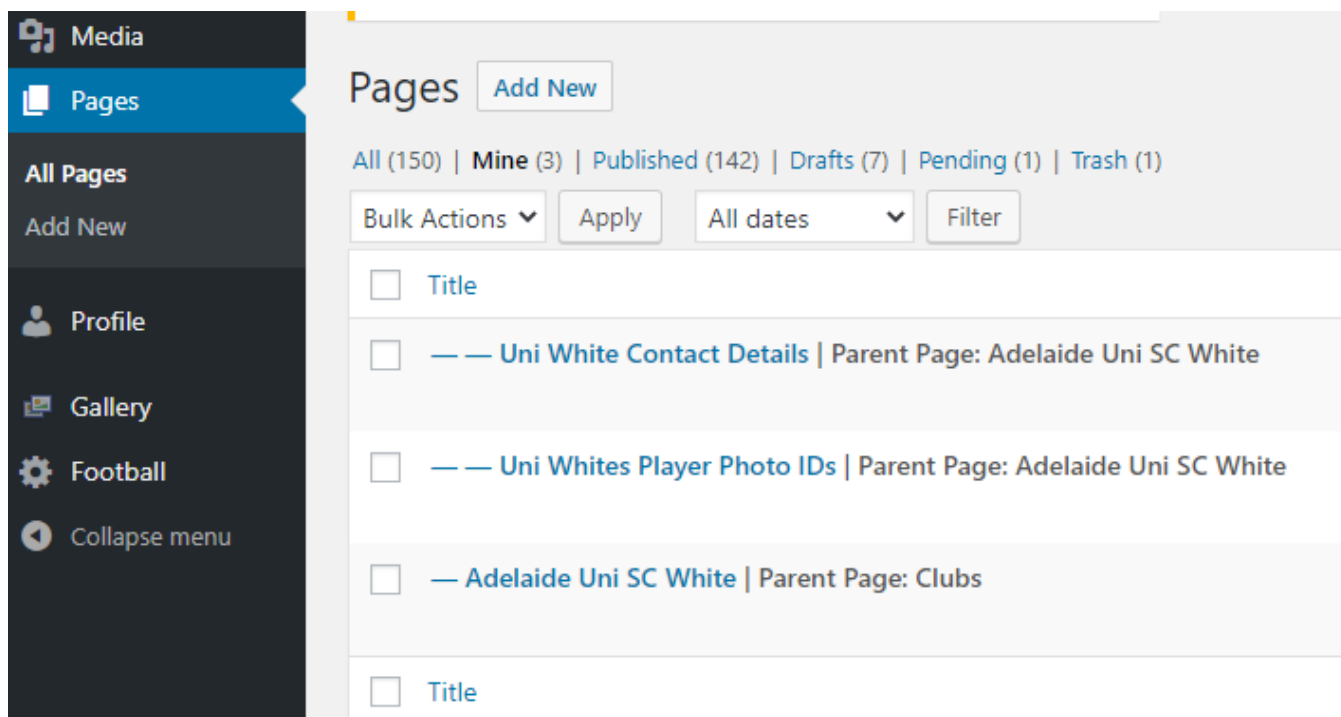 Media
Pages
All Pages
Add New
Profile
Gallery
Football
Collapse menu
Pages Add New
All (150) | Mine (3) | Published (142) | Drafts (7) | Pending (1) | Trash (1)
Bulk Actions Apply All dates Filter
Title
— — Uni White Contact Details | Parent Page: Adelaide Uni SC White
— — Uni Whites Player Photo IDs | Parent Page: Adelaide Uni SC White
— Adelaide Uni SC White | Parent Page: Clubs
Title